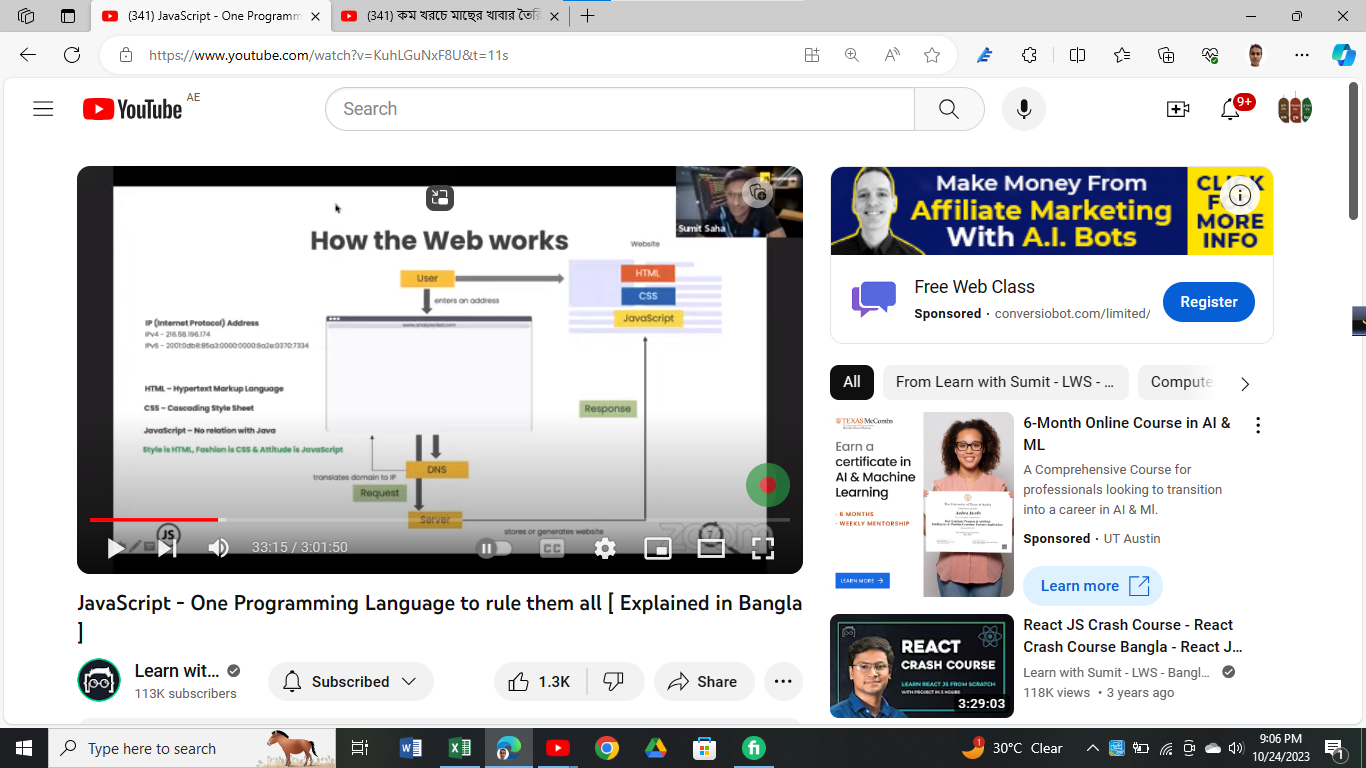 (341) JavaScript - One Programm
(341) কম খরচে মাছের খাবার তৈরি
https://www.youtube.com/watch?v=KuhLGuNxF8U&t=11s
YouTube
AE
Search
9+
Sumit Saha
How the Web works
Website
User
HTML
enters an address
CSS
JavaScript
IP (Internet Protocol) Address
IPv4 - 216.58.196.174
IPv6 - 2001:0db8:85a3:0000:0000:8a2e:0370:7334
HTML – Hypertext Markup Language
CSS – Cascading Style Sheet
Response
JavaScript – No relation with Java
Style is HTML, Fashion is CSS & Attitude is JavaScript
DNS
translates domain to IP
Request
Server
stores or generates website
zoom
JS
33:15 / 3:01:50
CC
JavaScript - One Programming Language to rule them all [ Explained in Bangla
]
Learn wit...
113K subscribers
Subscribed
1.3K
Share
Make Money From
Affiliate Marketing
With A.I. Bots
CLICK
FOR
MORE
INFO
Free Web Class
Sponsored · conversiobot.com/limited/
Register
All
From Learn with Sumit - LWS - ...
Compute
TEXAS McCombs
Earn a
certificate in
AI & Machine
Learning
· 6 MONTHS
· WEEKLY MENTORSHIP
LEARN MORE
6-Month Online Course in AI &
ML
A Comprehensive Course for
professionals looking to transition
into a career in AI & Ml.
Sponsored · UT Austin
Learn more
REACT
CRASH COURSE
LEARN REACT JS FROM SCRATCH
WITH PROJECT IN 3 HOURS
3:29:03
React JS Crash Course - React
Crash Course Bangla - React J...
Learn with Sumit - LWS - Bangl...
118K views • 3 years ago
Type here to search
30°C Clear
9:06 PM
10/24/2023